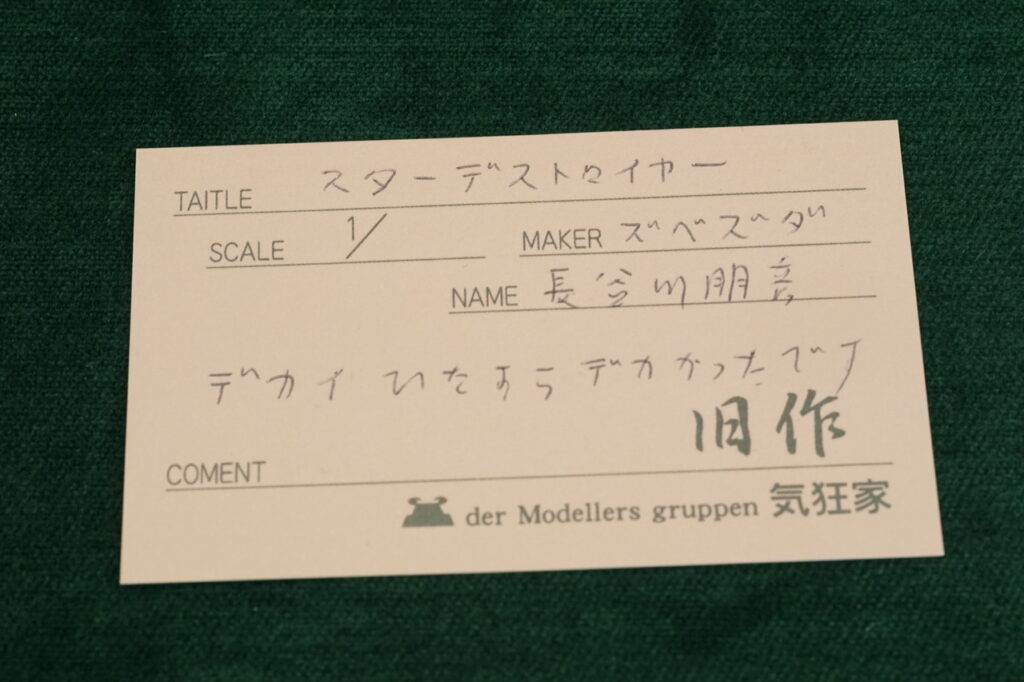 TAITLE スターデストロイヤー
SCALE 1/ MAKER ズベズダ
NAME 長谷川朋彦
デカイ ひたすら デカかったです
旧作
COMENT
der Modellers gruppen 気狂家